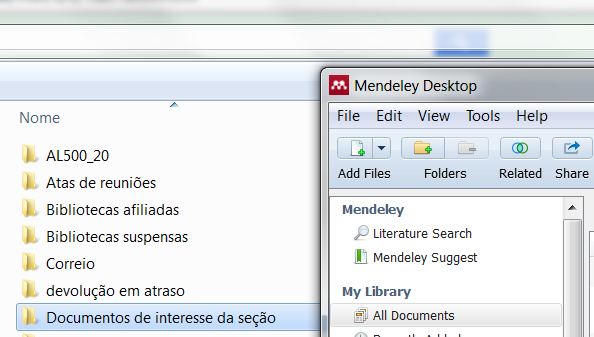 Nome
AL500_20
Atas de reuniões
Bibliotecas afiliadas
Bibliotecas suspensas
Correio
devolução em atraso
Documentos de interesse da seção
Mendeley Desktop
File Edit View Tools Help
Add Files Folders Related Share
Mendeley
Literature Search
Mendeley Suggest
My Library
All Documents